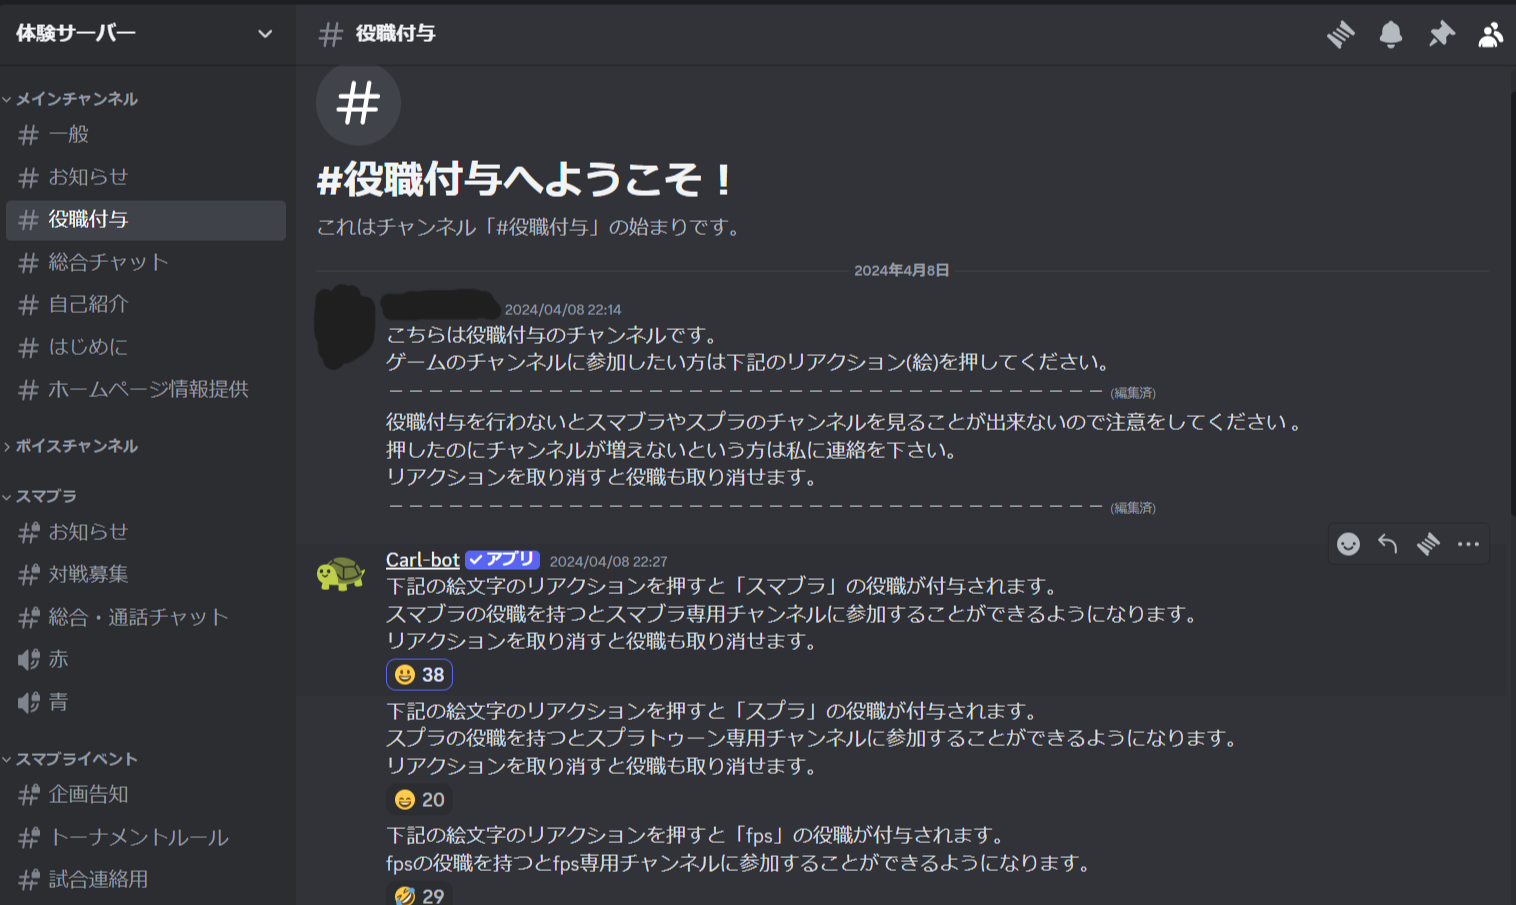 体験サーバー
メインチャンネル
一般
お知らせ
役職付与
総合チャット
自己紹介
はじめに
ホームページ情報提供
ボイスチャンネル
スマブラ
お知らせ
対戦募集
総合・通話チャット
赤
青
スマブライベント
企画告知
トーナメントルール
試合連絡用
# 役職付与
#
#役職付与へようこそ！
これはチャンネル「#役職付与」の始まりです。
2024年4月8日
2024/04/08 22:14
こちらは役職付与のチャンネルです。
ゲームのチャンネルに参加したい方は下記のリアクション(絵)を押してください。
－－－－－－－－－－－－－－－－－－－－－－－－－－－－－－－－－－－－ (編集済)
役職付与を行わないとスマブラやスプラのチャンネルを見ることが出来ないので注意をしてください 。
押したのにチャンネルが増えないという方は私に連絡を下さい。
リアクションを取り消すと役職も取り消せます。
－－－－－－－－－－－－－－－－－－－－－－－－－－－－－－－－－－－－ (編集済)
Carl-bot ✓アプリ 2024/04/08 22:27
下記の絵文字のリアクションを押すと「スマブラ」の役職が付与されます。
スマブラの役職を持つとスマブラ専用チャンネルに参加することができるようになります。
リアクションを取り消すと役職も取り消せます。
😃 38
下記の絵文字のリアクションを押すと「スプラ」の役職が付与されます。
スプラの役職を持つとスプラトゥーン専用チャンネルに参加することができるようになります。
リアクションを取り消すと役職も取り消せます。
😄 20
下記の絵文字のリアクションを押すと「fps」の役職が付与されます。
fpsの役職を持つとfps専用チャンネルに参加することができるようになります。
🤣 29